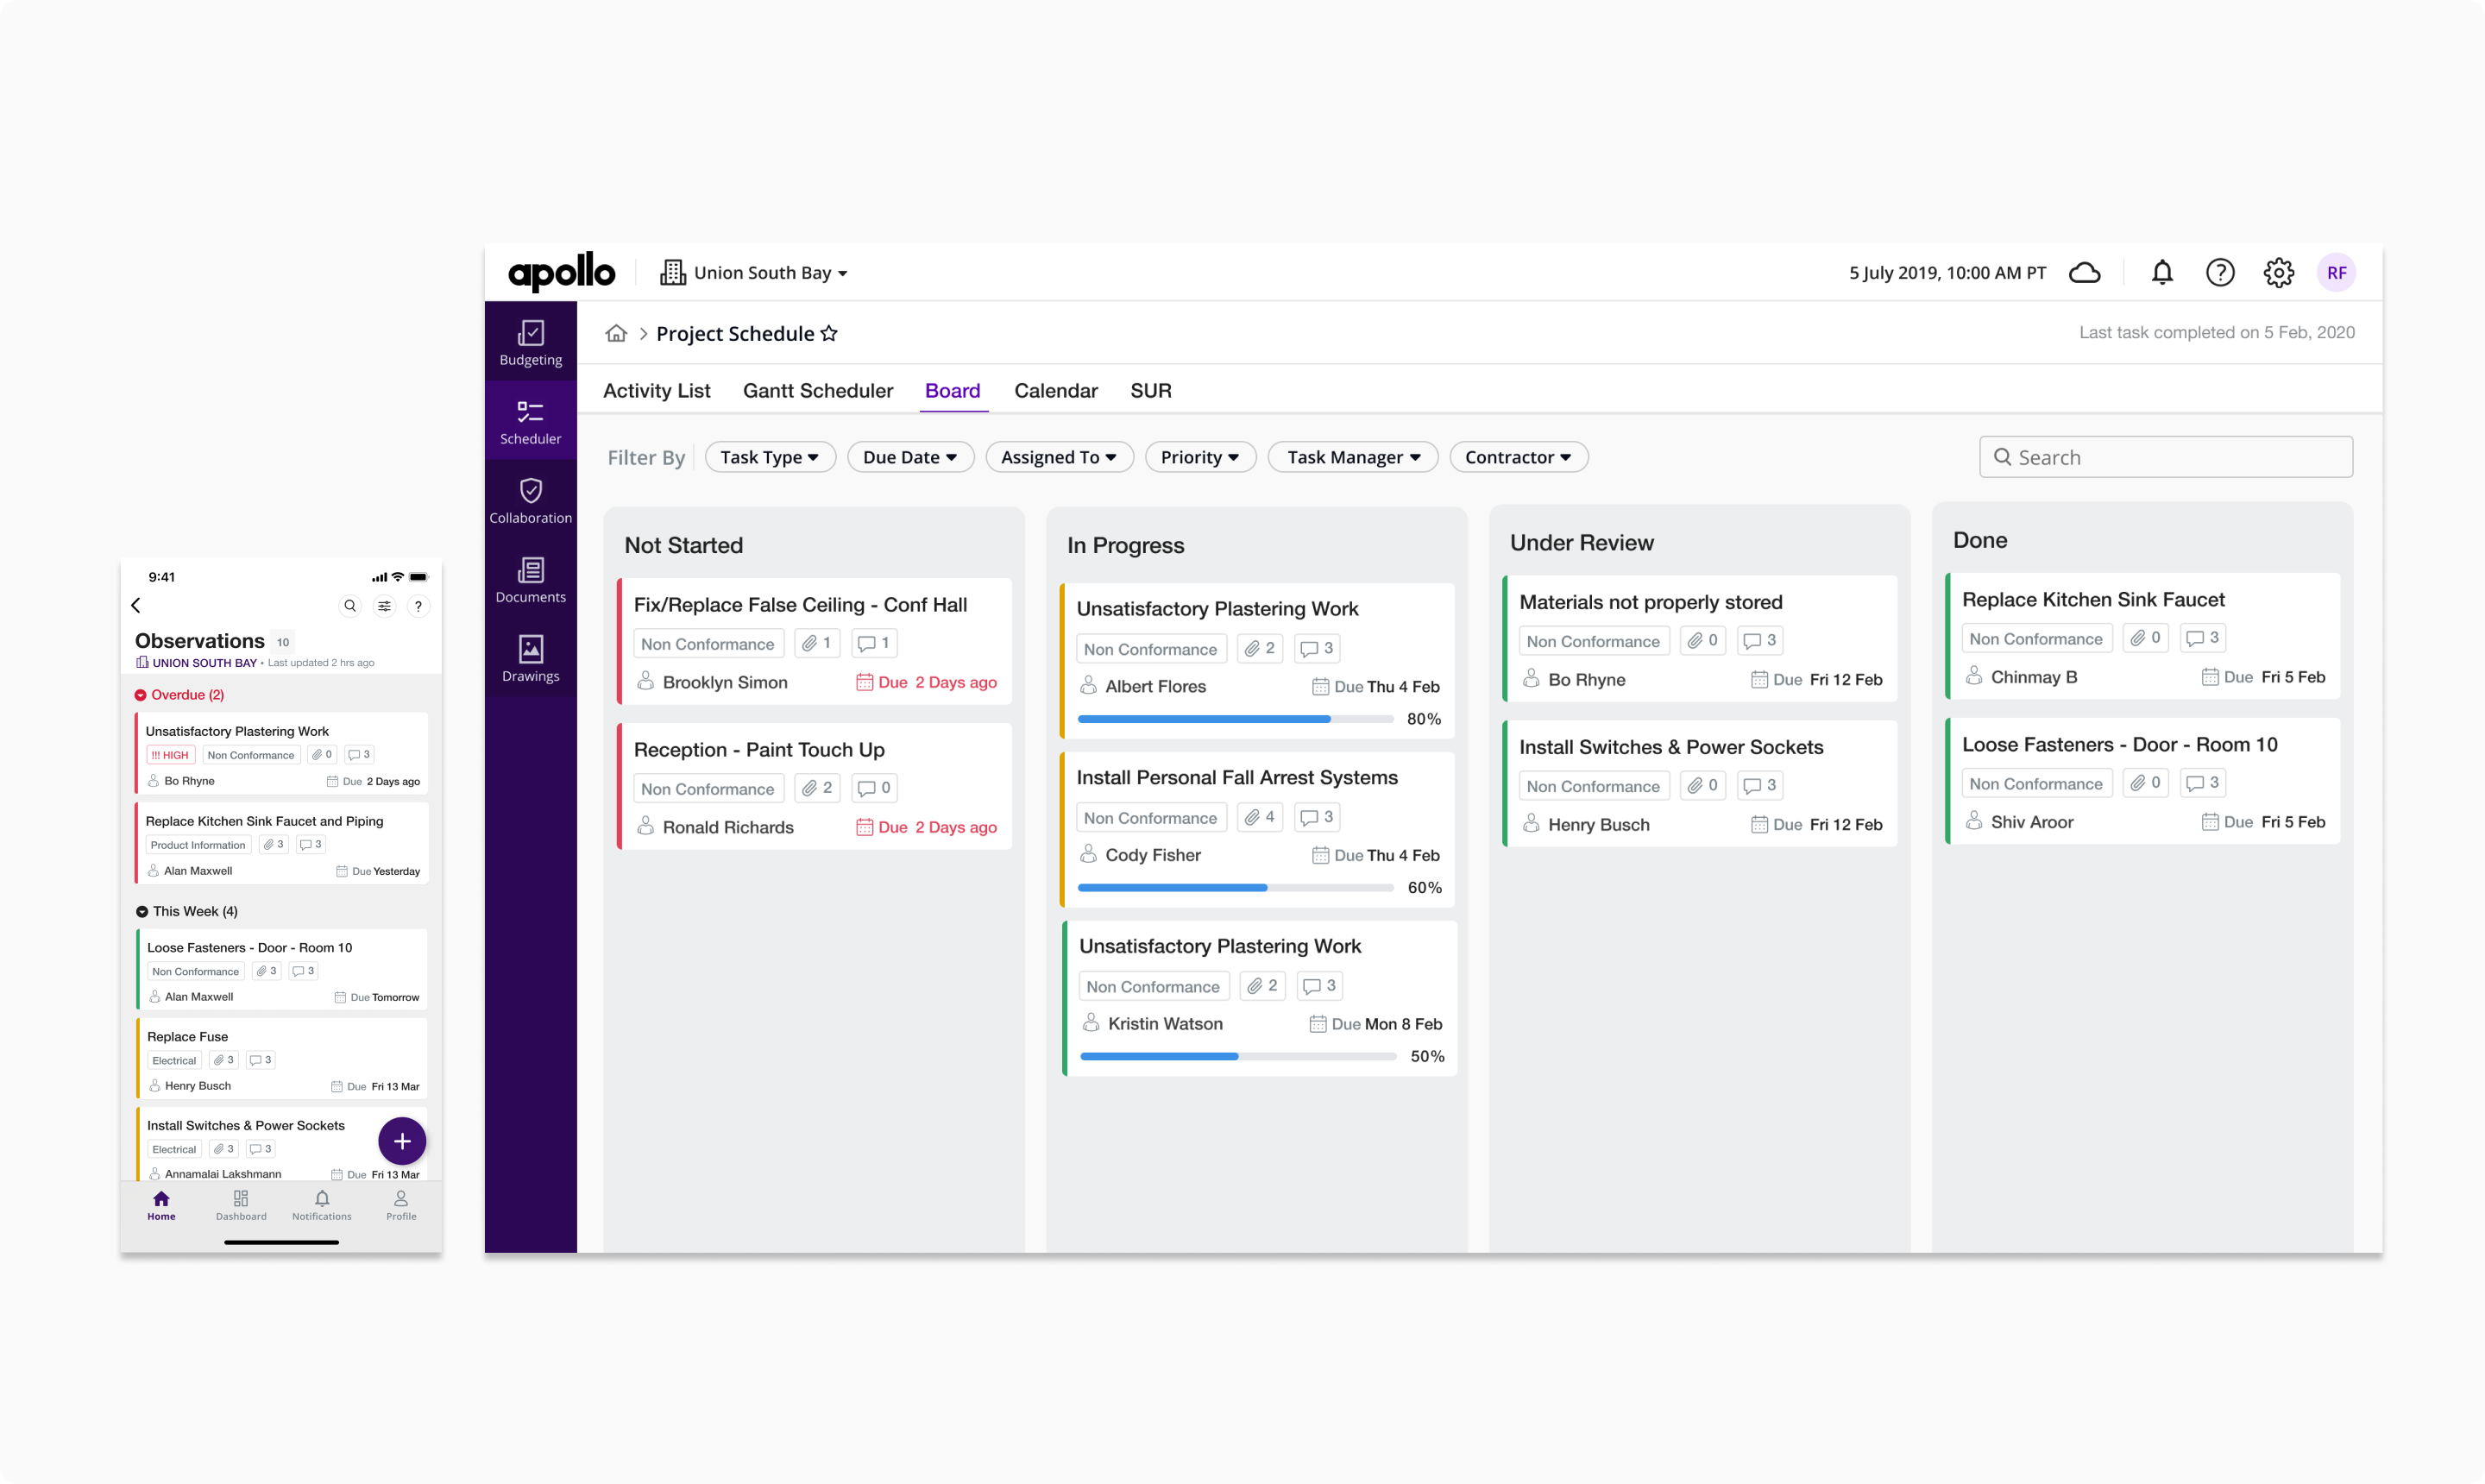 9:41
?
Observations 10
UNION SOUTH BAY • Last updated 2 hrs ago
Overdue (2)
Unsatisfactory Plastering Work
!!! HIGH Non Conformance 0 3
Bo Rhyne Due 2 Days ago
Replace Kitchen Sink Faucet and Piping
Product Information 3 3
Alan Maxwell Due Yesterday
This Week (4)
Loose Fasteners - Door - Room 10
Non Conformance 3 3
Alan Maxwell Due Tomorrow
Replace Fuse
Electrical 3 3
Henry Busch Due Fri 13 Mar
Install Switches & Power Sockets
Electrical 3 3
Annamalai Lakshmann Due Fri 13 Mar
Home Dashboard Notifications Profile
apollo Union South Bay 5 July 2019, 10:00 AM PT ? RF
Budgeting
Scheduler
Collaboration
Documents
Drawings
> Project Schedule Last task completed on 5 Feb, 2020
Activity List Gantt Scheduler Board Calendar SUR
Filter By Task Type Due Date Assigned To Priority Task Manager Contractor Search
Not Started
Fix/Replace False Ceiling - Conf Hall
Non Conformance 1 1
Brooklyn Simon Due 2 Days ago
Reception - Paint Touch Up
Non Conformance 2 0
Ronald Richards Due 2 Days ago
In Progress
Unsatisfactory Plastering Work
Non Conformance 2 3
Albert Flores Due Thu 4 Feb
80%
Install Personal Fall Arrest Systems
Non Conformance 4 3
Cody Fisher Due Thu 4 Feb
60%
Unsatisfactory Plastering Work
Non Conformance 2 3
Kristin Watson Due Mon 8 Feb
50%
Under Review
Materials not properly stored
Non Conformance 0 3
Bo Rhyne Due Fri 12 Feb
Install Switches & Power Sockets
Non Conformance 0 3
Henry Busch Due Fri 12 Feb
Done
Replace Kitchen Sink Faucet
Non Conformance 0 3
Chinmay B Due Fri 5 Feb
Loose Fasteners - Door - Room 10
Non Conformance 0 3
Shiv Aroor Due Fri 5 Feb